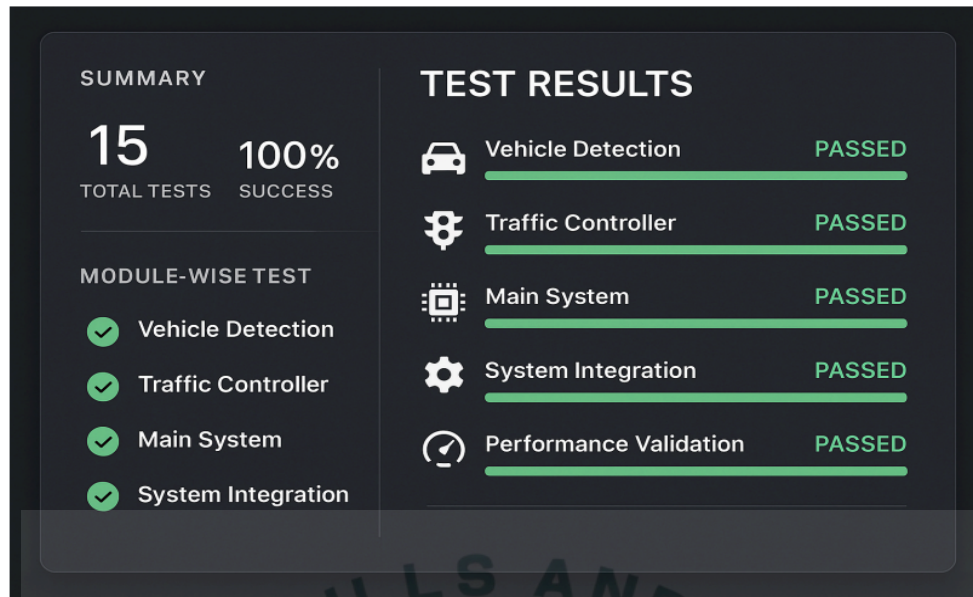 SUMMARY
15
TOTAL TESTS
100%
SUCCESS
MODULE-WISE TEST
Vehicle Detection
Traffic Controller
Main System
System Integration
TEST RESULTS
Vehicle Detection PASSED
Traffic Controller PASSED
Main System PASSED
System Integration PASSED
Performance Validation PASSED